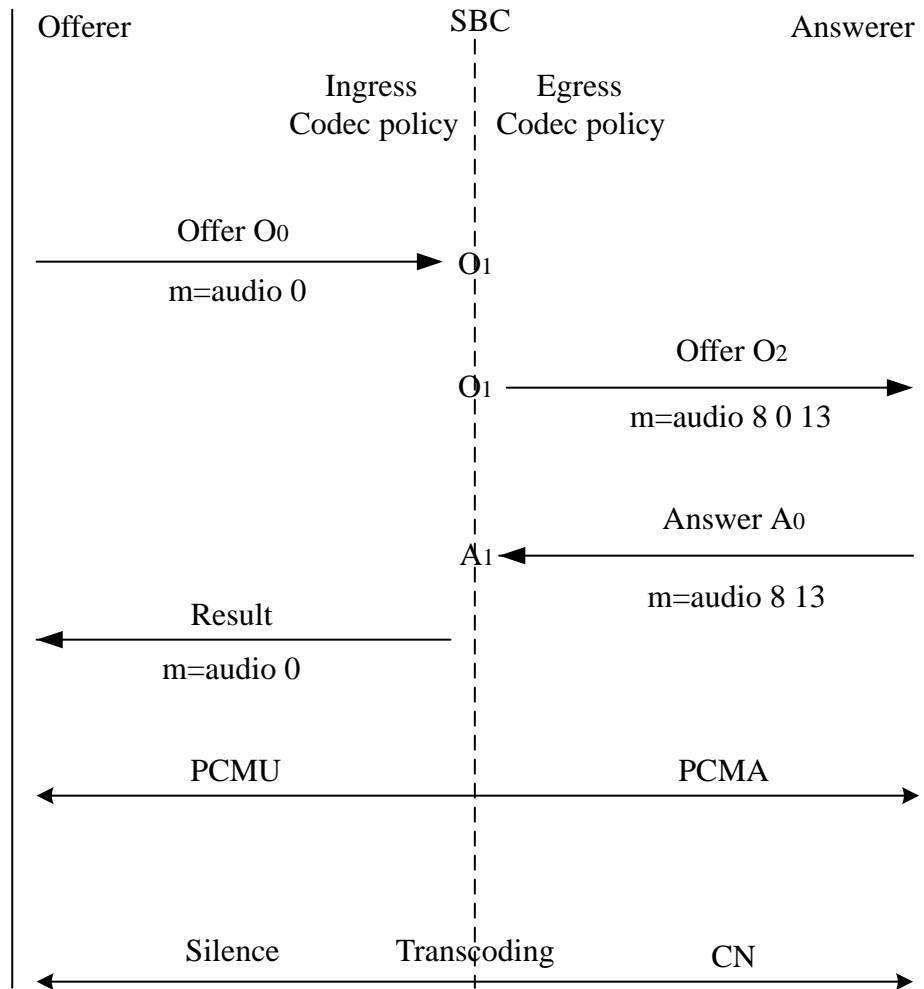 Offerer
SBC
Answerer
Ingress
Codec policy
Egress
Codec policy
Offer O0
O1
m=audio 0
Offer O2
O1
m=audio 8 0 13
Answer A0
A1
m=audio 8 13
Result
m=audio 0
PCMU
PCMA
Silence
Transcoding
CN